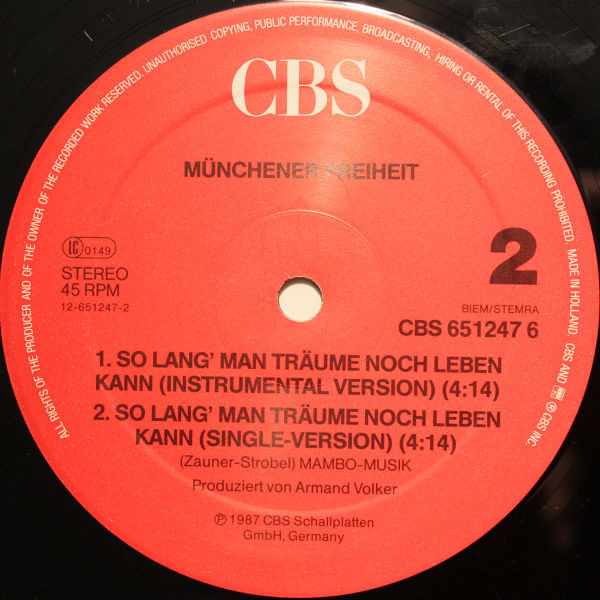 ALL RIGHTS OF THE PRODUCER AND OF THE OWNER OF THE RECORDED WORK RESERVED. UNAUTHORISED COPYING, PUBLIC PERFORMANCE, BROADCASTING, HIRING OR RENTAL OF THIS RECORDING PROHIBITED. MADE IN HOLLAND. CBS AND ℗ CBS INC.
CBS
MÜNCHENER FREIHEIT
LC 0149
STEREO
45 RPM
12-651247-2
2
BIEM/STEMRA
CBS 651247 6
1. SO LANG' MAN TRÄUME NOCH LEBEN
KANN (INSTRUMENTAL VERSION) (4:14)
2. SO LANG' MAN TRÄUME NOCH LEBEN
KANN (SINGLE-VERSION) (4:14)
(Zauner-Strobel) MAMBO-MUSIK
Produziert von Armand Volker
℗ 1987 CBS Schallplatten
GmbH, Germany